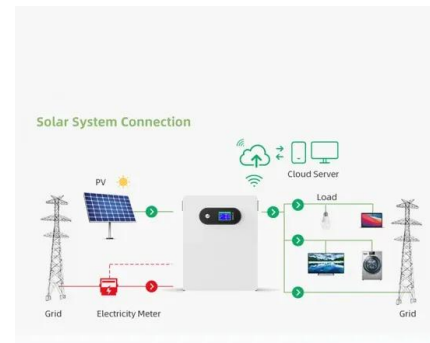 Solar System Connection
Cloud Server
PV
Load
Grid
Electricity Meter
Grid